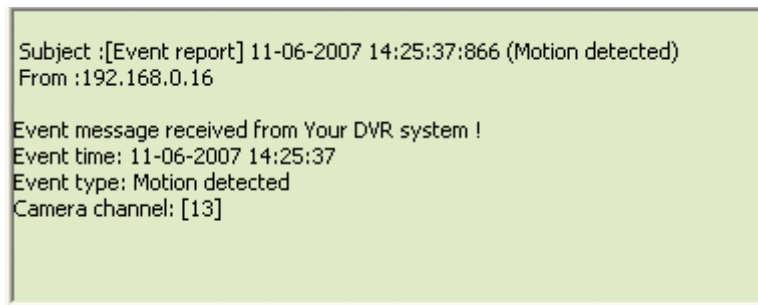 Subject :[Event report] 11-06-2007 14:25:37:866 (Motion detected)
From :192.168.0.16
Event message received from Your DVR system !
Event time: 11-06-2007 14:25:37
Event type: Motion detected
Camera channel: [13]